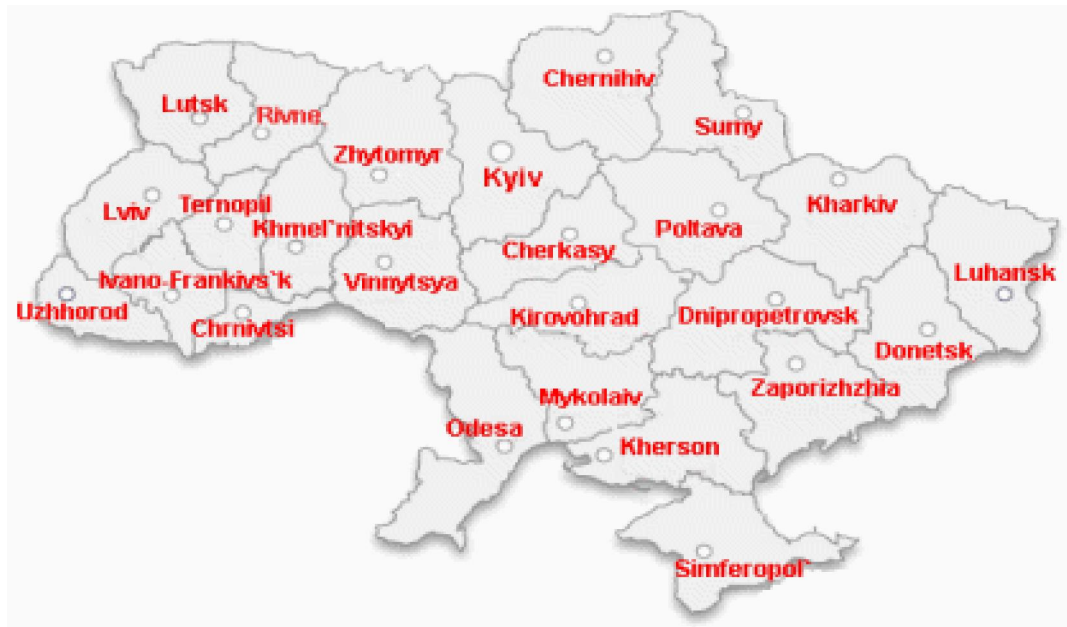 Chernihiv
Lutsk
Rivne
Sumy
Zhytomyr
Kyiv
Lviv
Ternopil
Kharkiv
Khmel`nitskyi
Poltava
Cherkasy
Ivano-Frankivs`k
Vinnytsya
Luhansk
Uzhhorod
Chrnivtsi
Kirovohrad
Dnipropetrovsk
Donetsk
Zaporizhzhia
Mykolaiv
Odesa
Kherson
Simferopol`